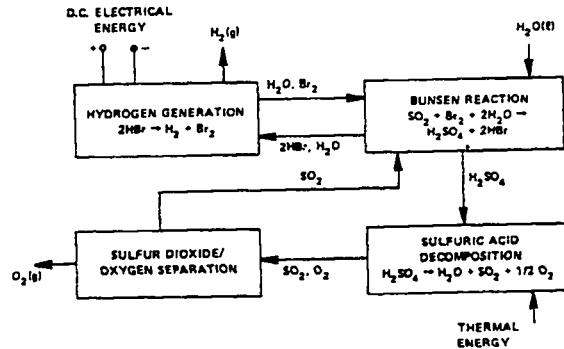 D.C. ELECTRICAL
ENERGY
+ –
H₂(g)
H₂O(ℓ)
H₂O, Br₂
HYDROGEN GENERATION
2HBr → H₂ + Br₂
2HBr, H₂O
BUNSEN REACTION
SO₂ + Br₂ + 2H₂O →
H₂SO₄ + 2HBr
SO₂
H₂SO₄
SULFUR DIOXIDE/
OXYGEN SEPARATION
O₂(g)
SO₂, O₂
SULFURIC ACID
DECOMPOSITION
H₂SO₄ → H₂O + SO₂ + 1/2 O₂
THERMAL
ENERGY